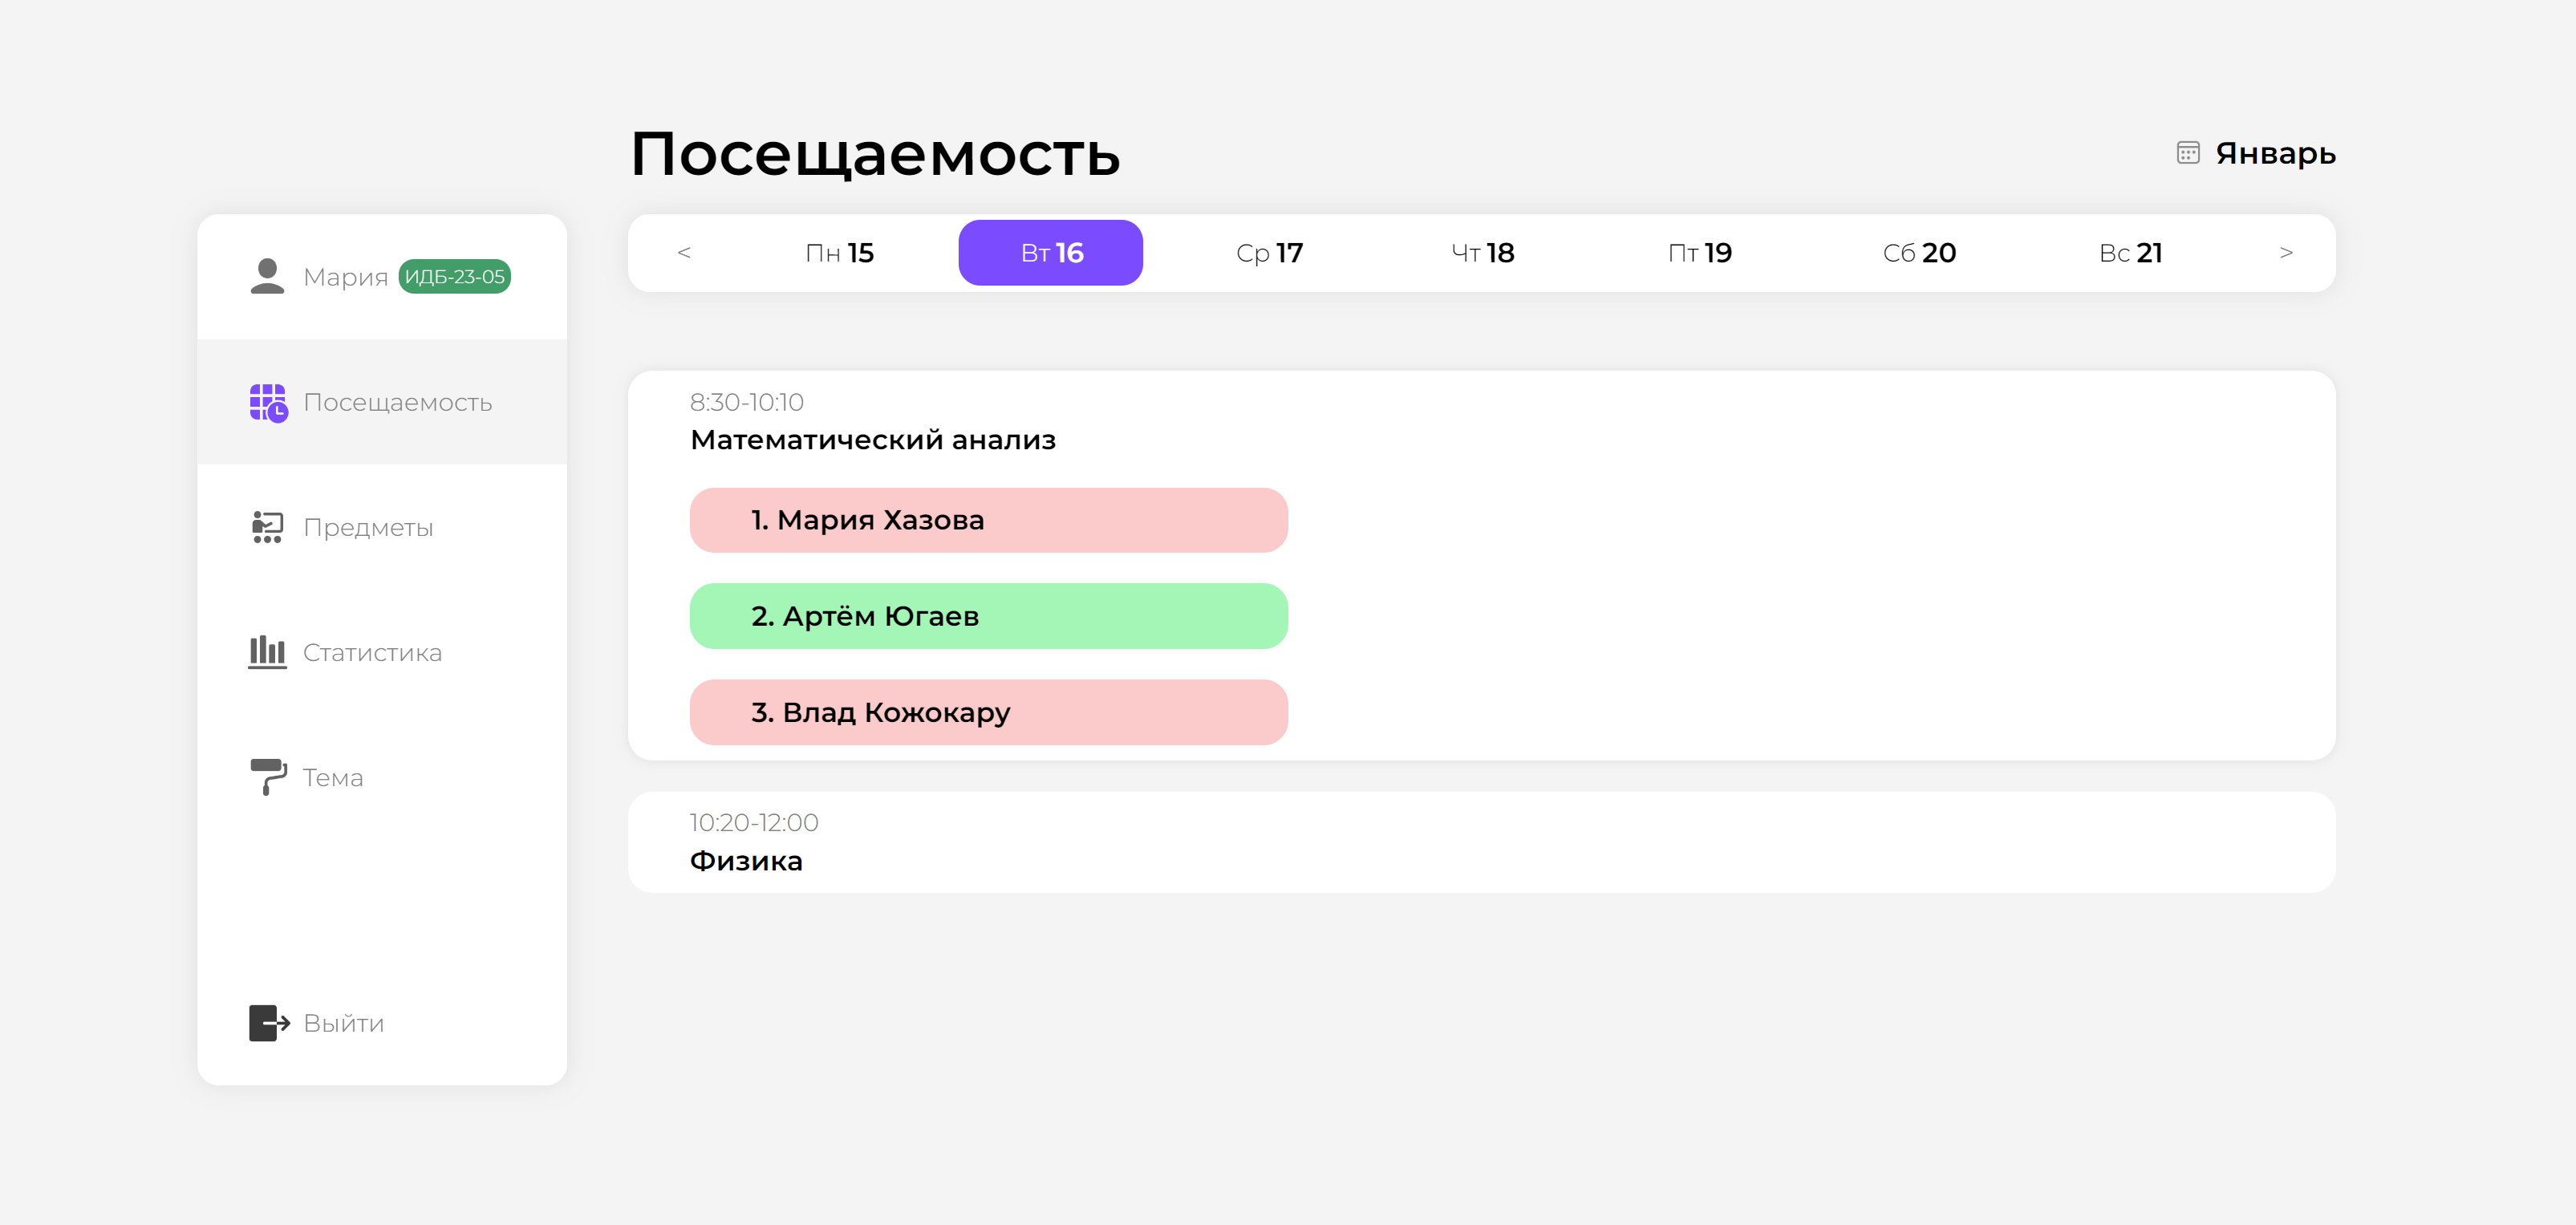 Посещаемость
Январь
Мария ИДБ-23-05
Посещаемость
Предметы
Статистика
Тема
Выйти
< Пн 15 Вт 16 Ср 17 Чт 18 Пт 19 Сб 20 Вс 21 >
8:30-10:10
Математический анализ
1. Мария Хазова
2. Артём Югаев
3. Влад Кожокару
10:20-12:00
Физика